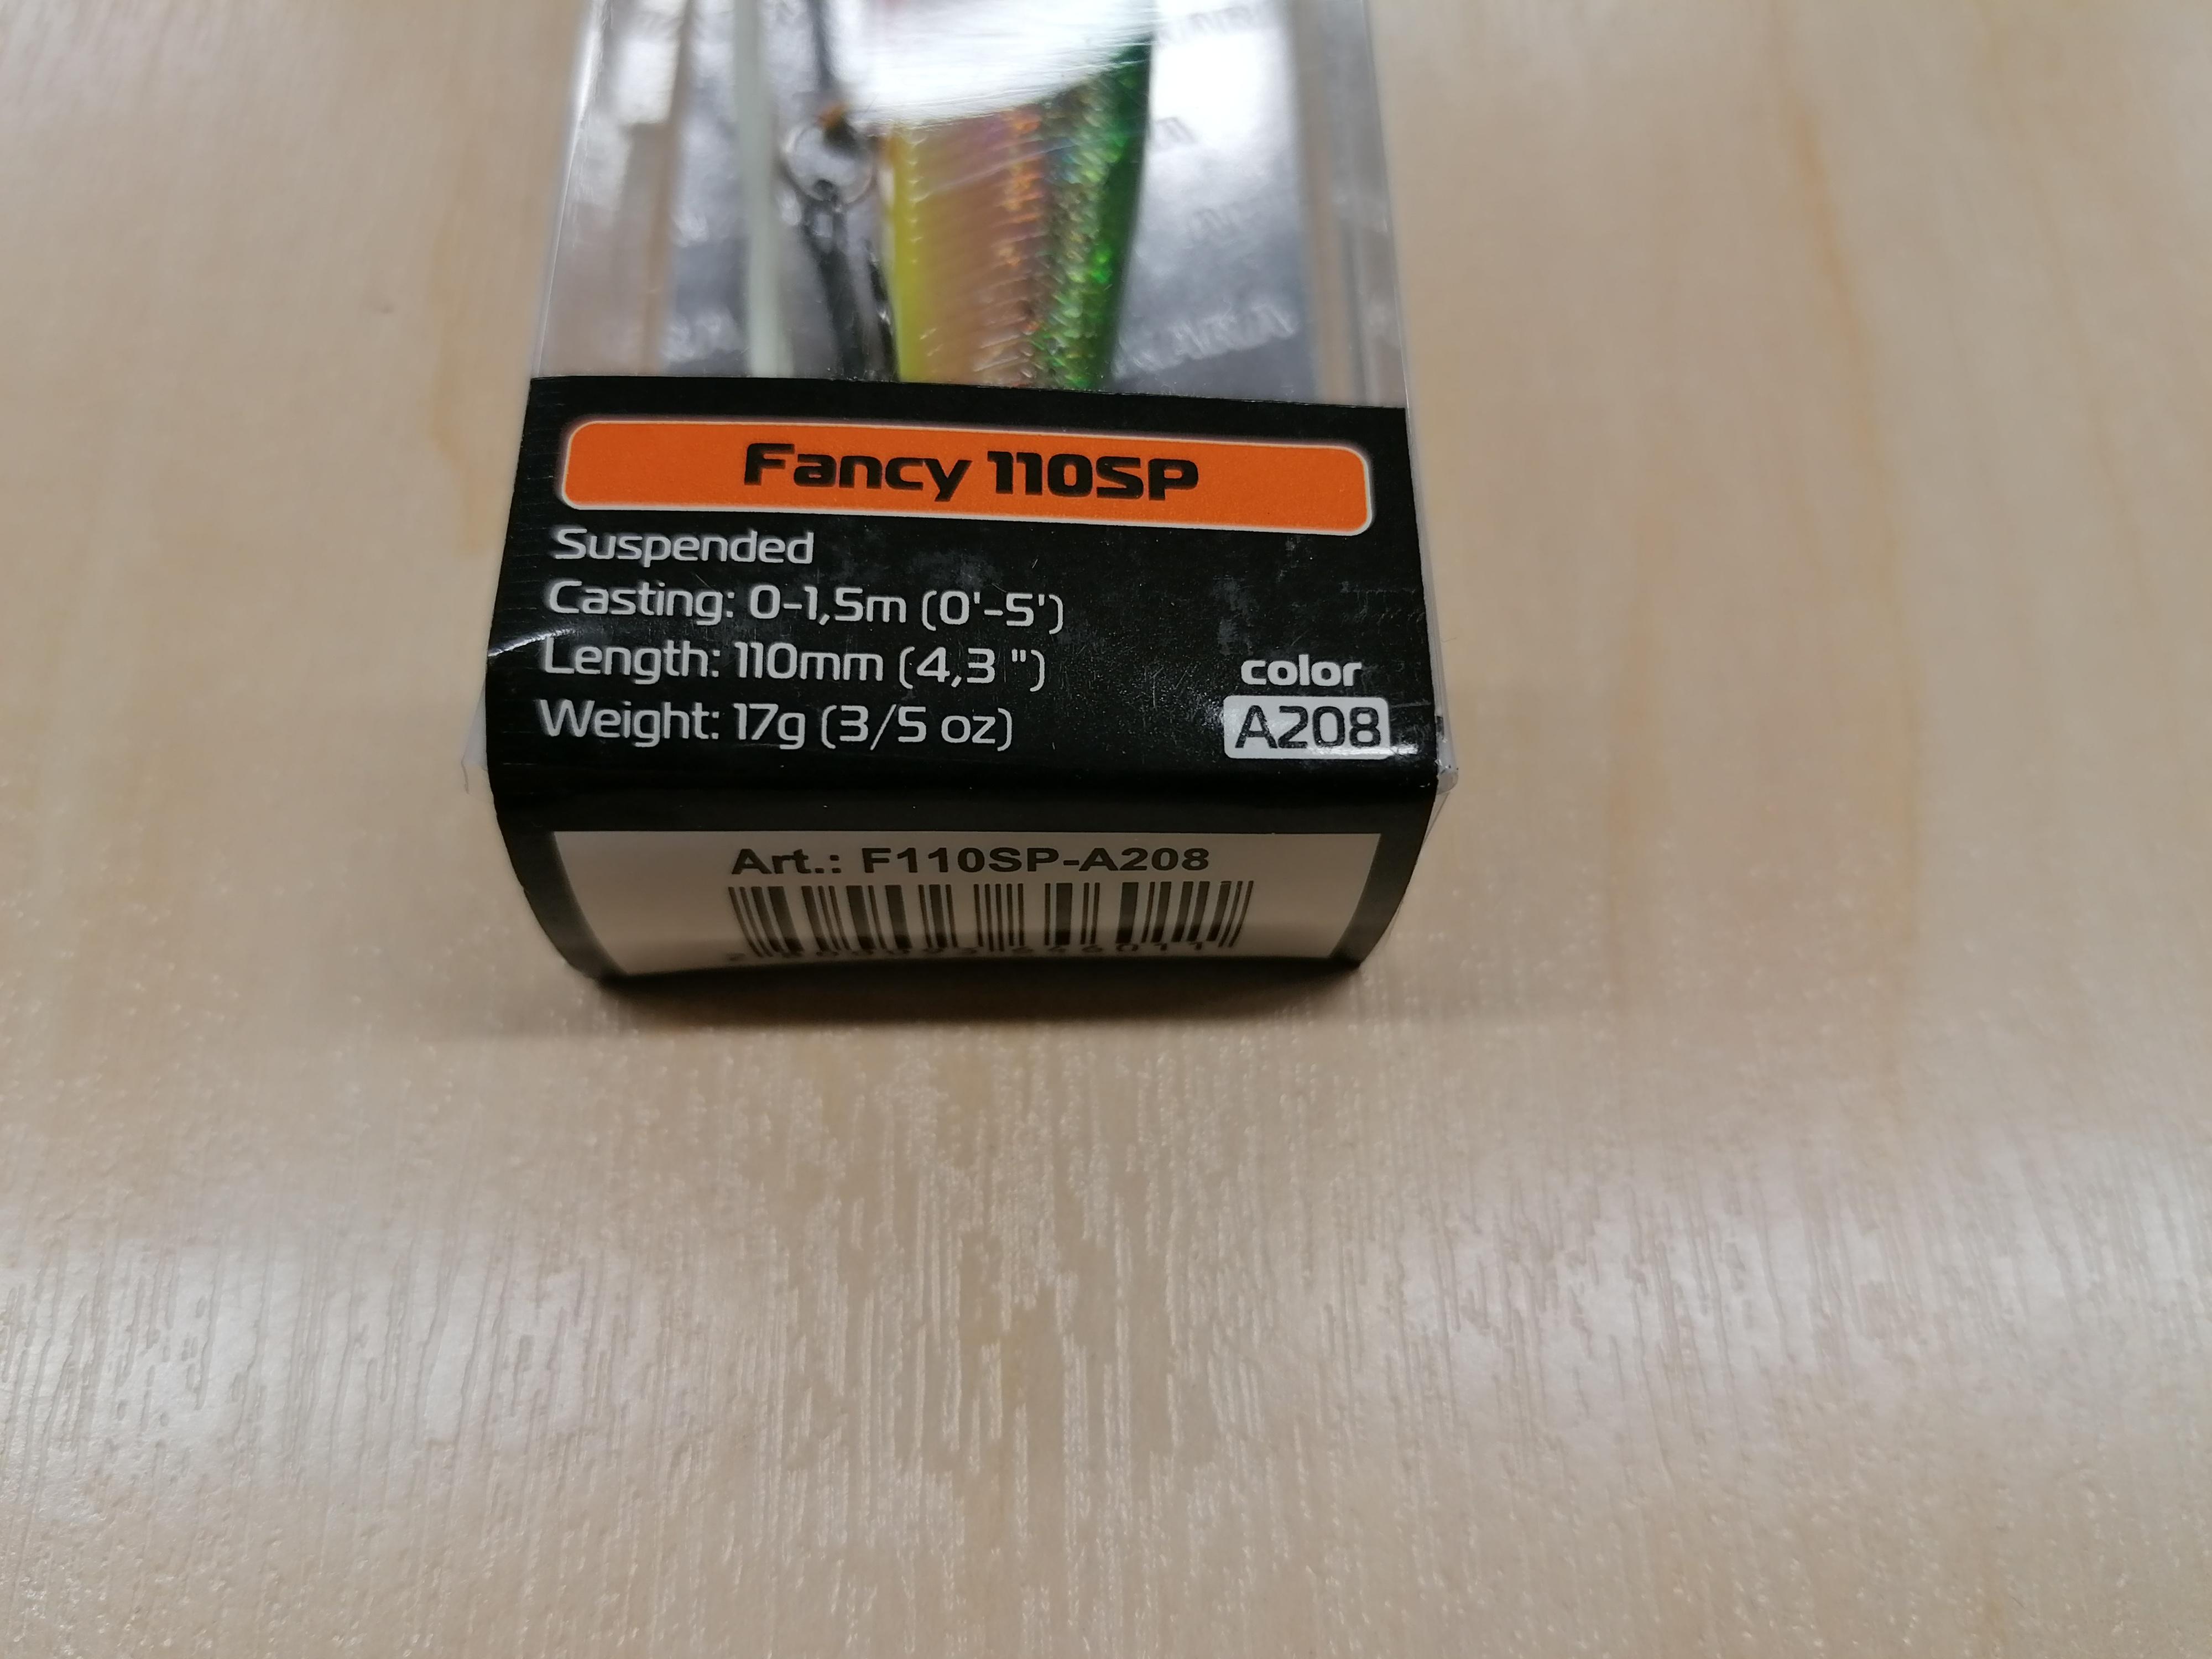 Fancy 110SP
Suspended
Casting: 0-1,5m (0'-5')
Length: 110mm (4,3 ")
Weight: 17g (3/5 oz)
color
A208
Art.: F110SP-A208